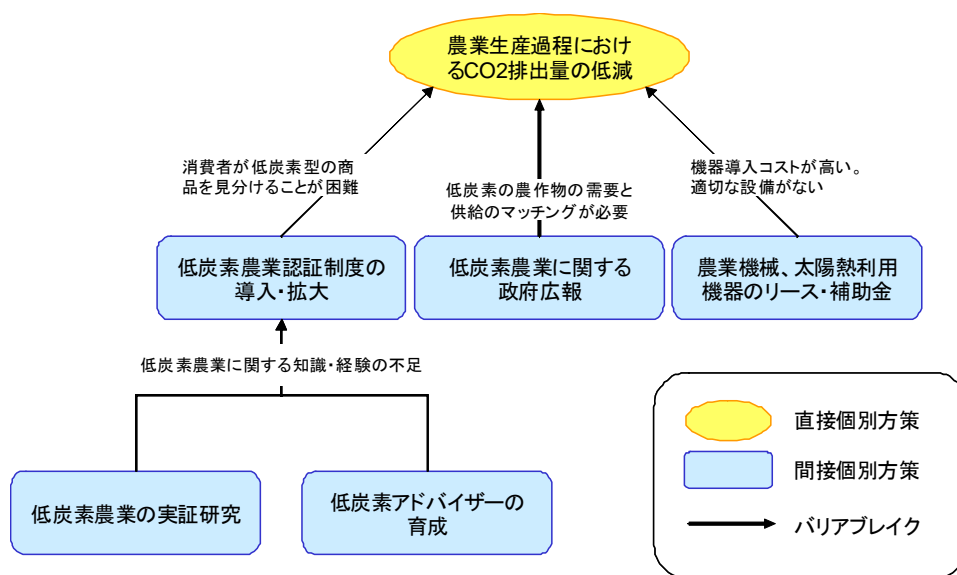 農業生産過程におけ
るCO2排出量の低減
消費者が低炭素型の商
品を見分けることが困難
低炭素の農作物の需要と
供給のマッチングが必要
機器導入コストが高い。
適切な設備がない
低炭素農業認証制度の
導入・拡大
低炭素農業に関する
政府広報
農業機械、太陽熱利用
機器のリース・補助金
低炭素農業に関する知識・経験の不足
低炭素農業の実証研究
低炭素アドバイザーの
育成
直接個別方策
間接個別方策
バリアブレイク